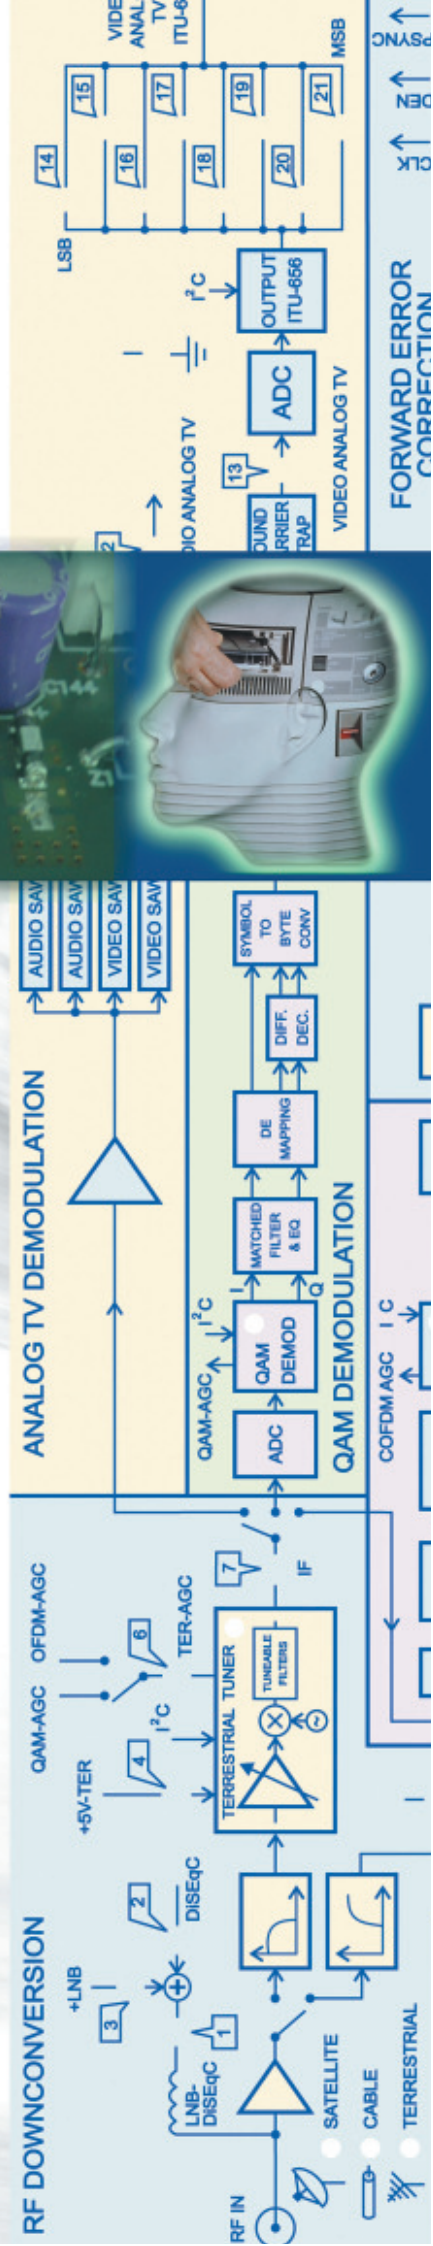 RF DOWNCONVERSION
+LNB
3
LNB-
DiSEqC
1
2
DiSEqC
RF IN
SATELLITE
CABLE
TERRESTRIAL
QAM-AGC
OFDM-AGC
+5V-TER
4
I²C
6
TER-AGC
TERRESTRIAL TUNER
TUNEABLE
FILTERS
7
IF
ANALOG TV DEMODULATION
AUDIO SAW
AUDIO SAW
VIDEO SAW
VIDEO SAW
QAM-AGC
I²C
ADC
QAM
DEMOD
I
Q
MATCHED
FILTER
& EQ
DE
MAPPING
DIFF.
DEC.
SYMBOL
TO
BYTE
CONV
QAM DEMODULATION
COFDM AGC
I C
C144
ANALOG TV
13
ADC
VIDEO ANALOG TV
I²C
OUTPUT
ITU-656
LSB
14
15
16
17
18
19
20
21
MSB
TV
FORWARD ERROR
CORRECTION
CLK
DEN
PSYNC